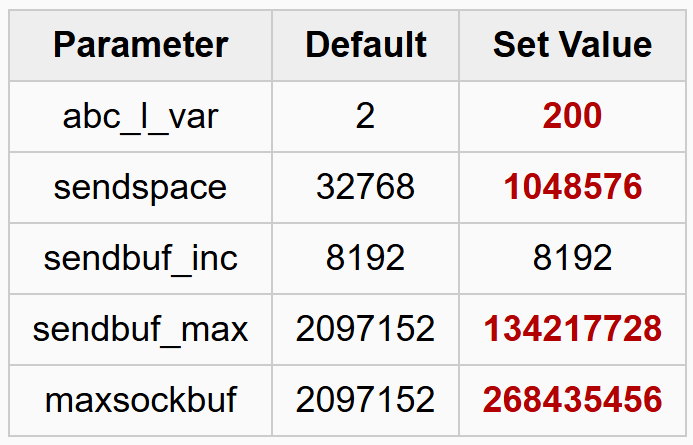 Parameter Default Set Value
abc_l_var 2 200
sendspace 32768 1048576
sendbuf_inc 8192 8192
sendbuf_max 2097152 134217728
maxsockbuf 2097152 268435456